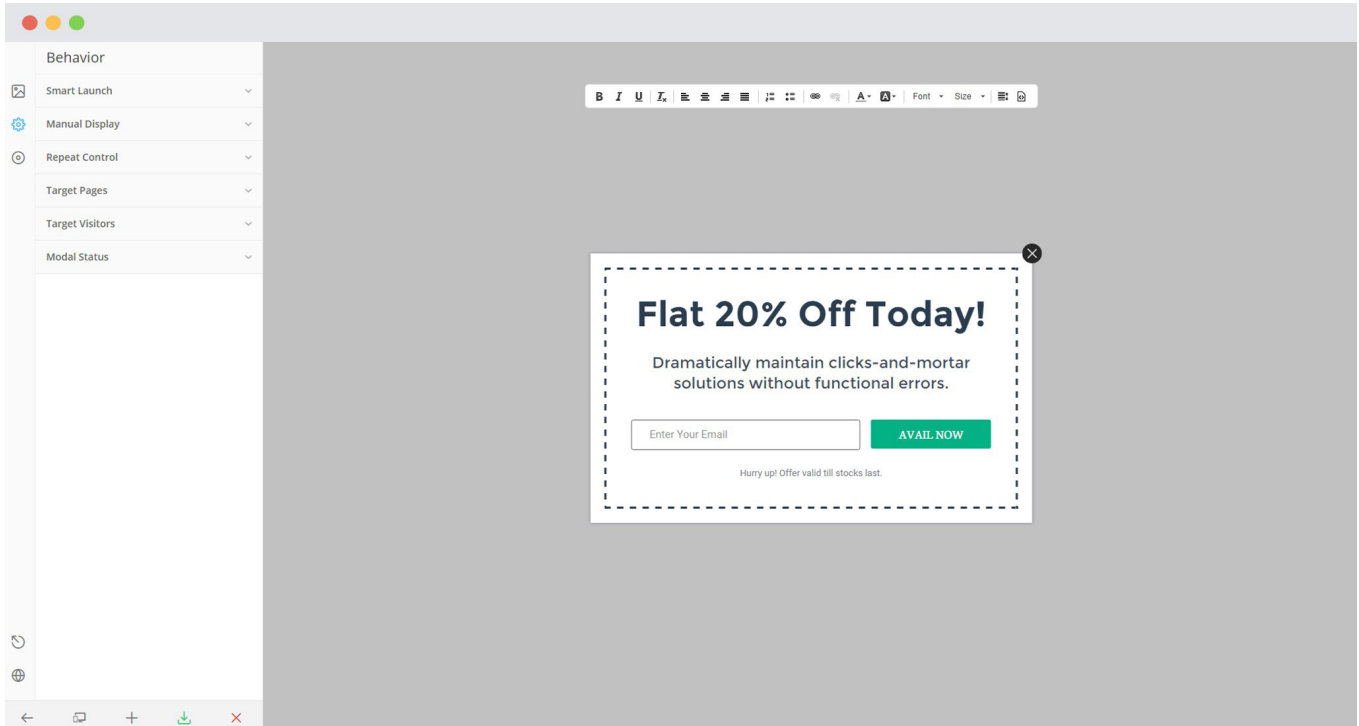 Behavior
Smart Launch
Manual Display
Repeat Control
Target Pages
Target Visitors
Modal Status
B I U Ix A A Font Size
Flat 20% Off Today!
Dramatically maintain clicks-and-mortar
solutions without functional errors.
Enter Your Email AVAIL NOW
Hurry up! Offer valid till stocks last.